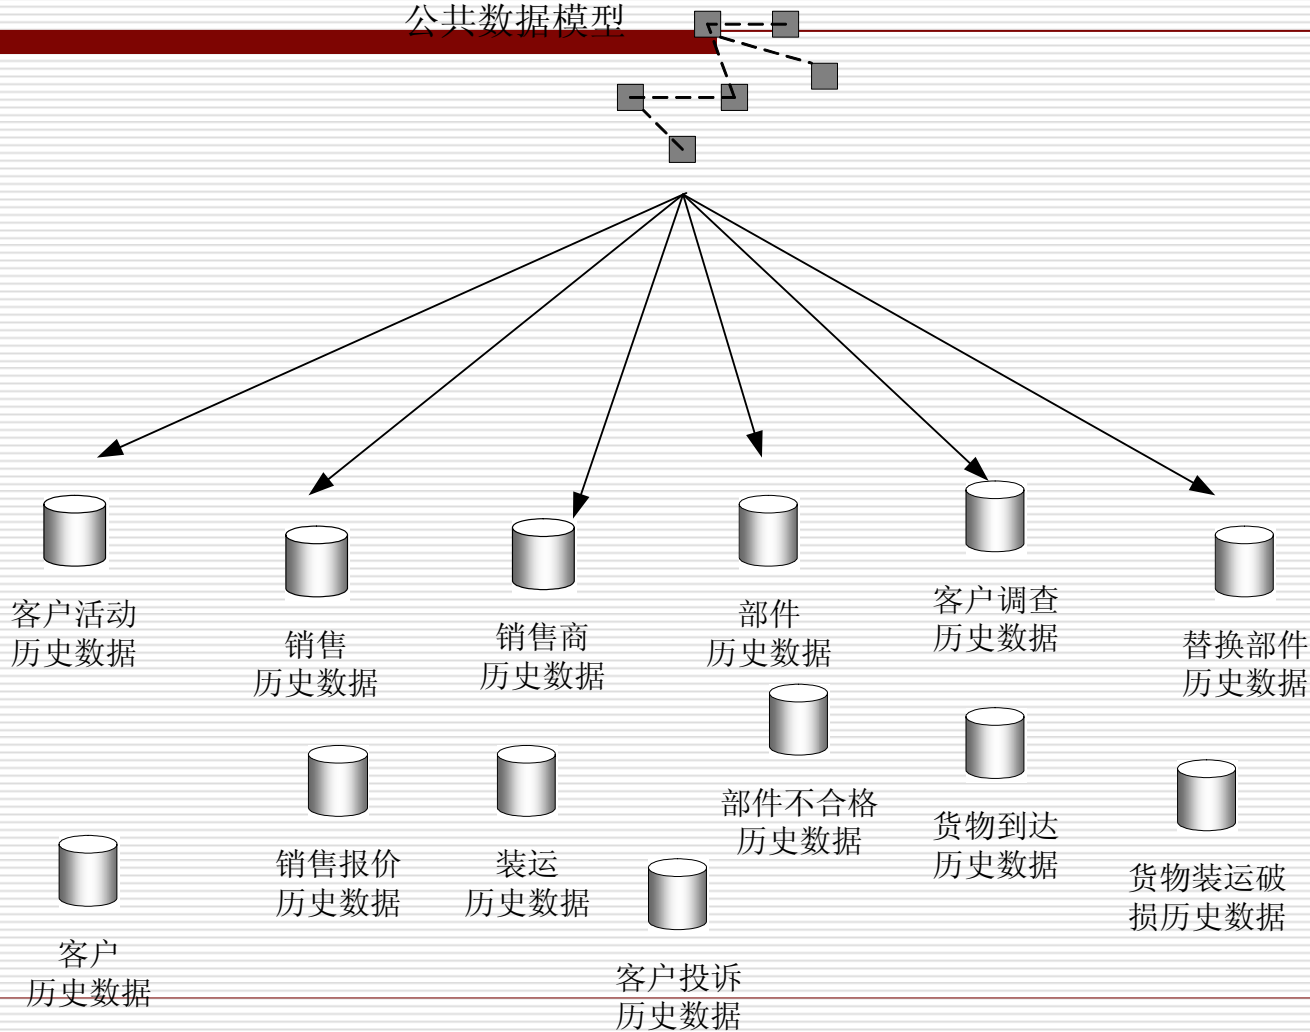 公共数据模型
客户活动
历史数据
销售
历史数据
销售商
历史数据
部件
历史数据
客户调查
历史数据
替换部件
历史数据
客户
历史数据
销售报价
历史数据
装运
历史数据
客户投诉
历史数据
部件不合格
历史数据
货物到达
历史数据
货物装运破
损历史数据